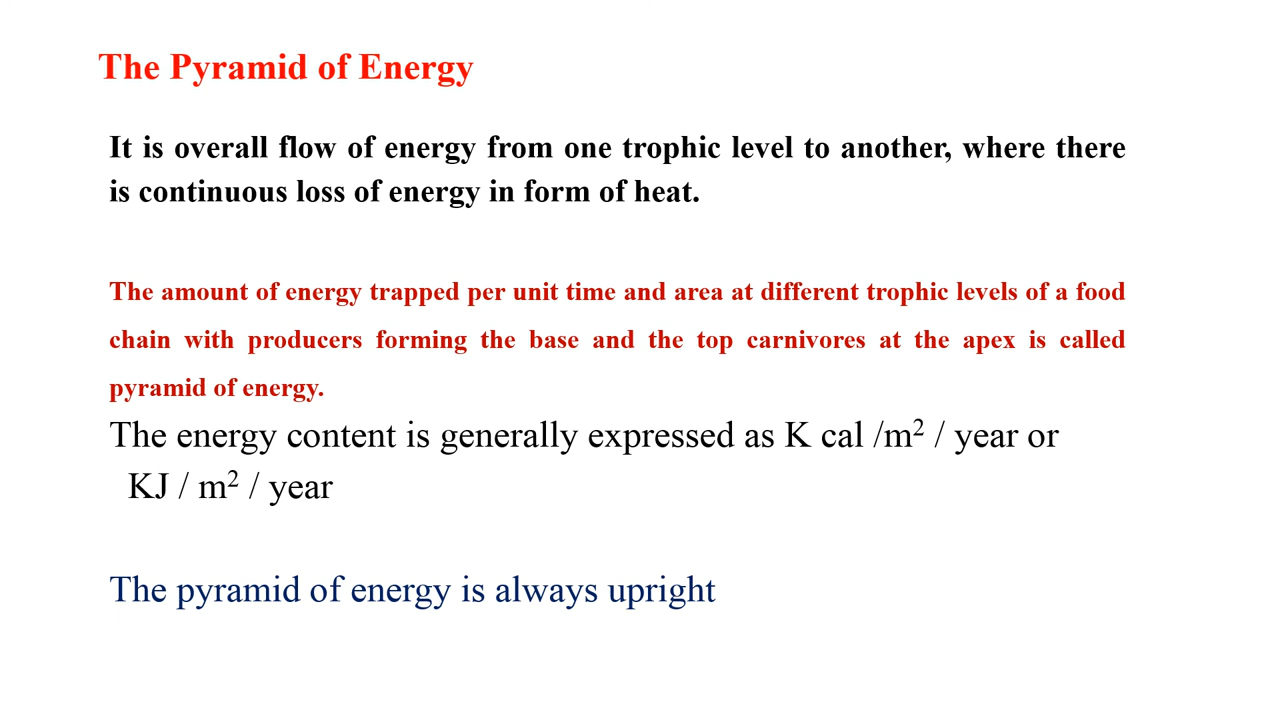 The Pyramid of Energy
It is overall flow of energy from one trophic level to another, where there
is continuous loss of energy in form of heat.
The amount of energy trapped per unit time and area at different trophic levels of a food
chain with producers forming the base and the top carnivores at the apex is called
pyramid of energy.
The energy content is generally expressed as K cal /m² / year or
KJ / m² / year
The pyramid of energy is always upright